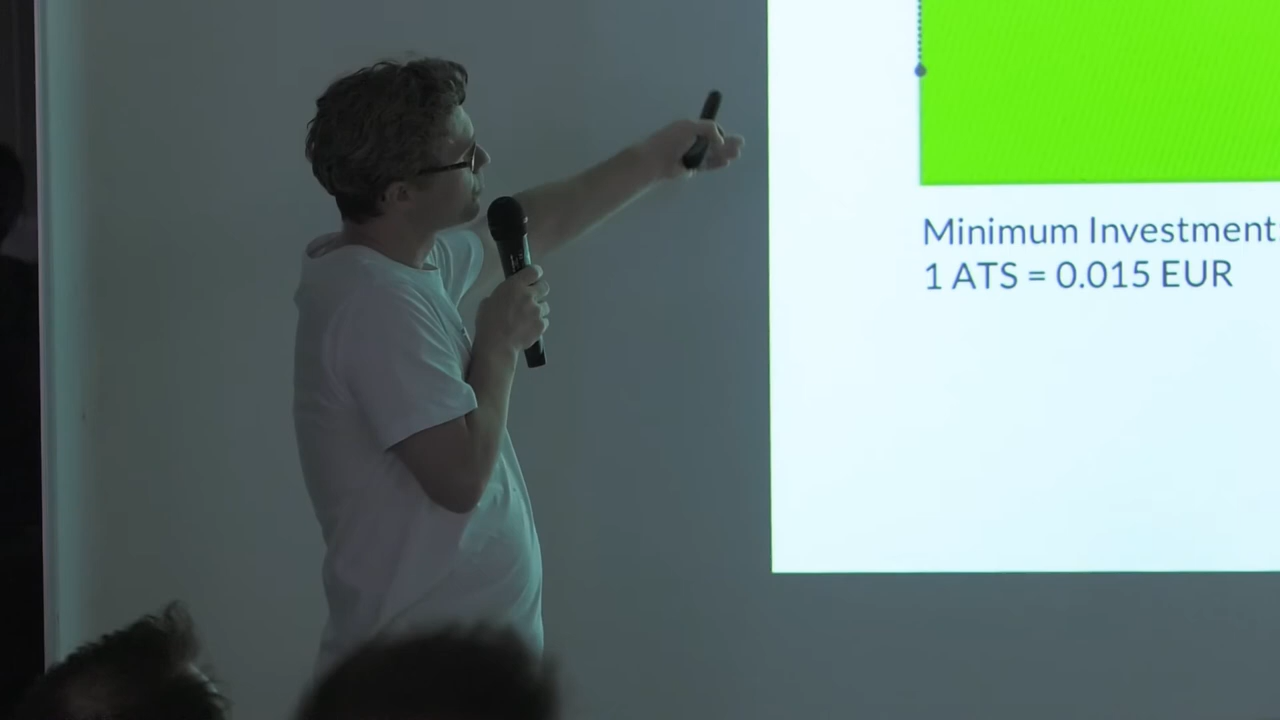 Minimum Investment:
1 ATS = 0.015 EUR